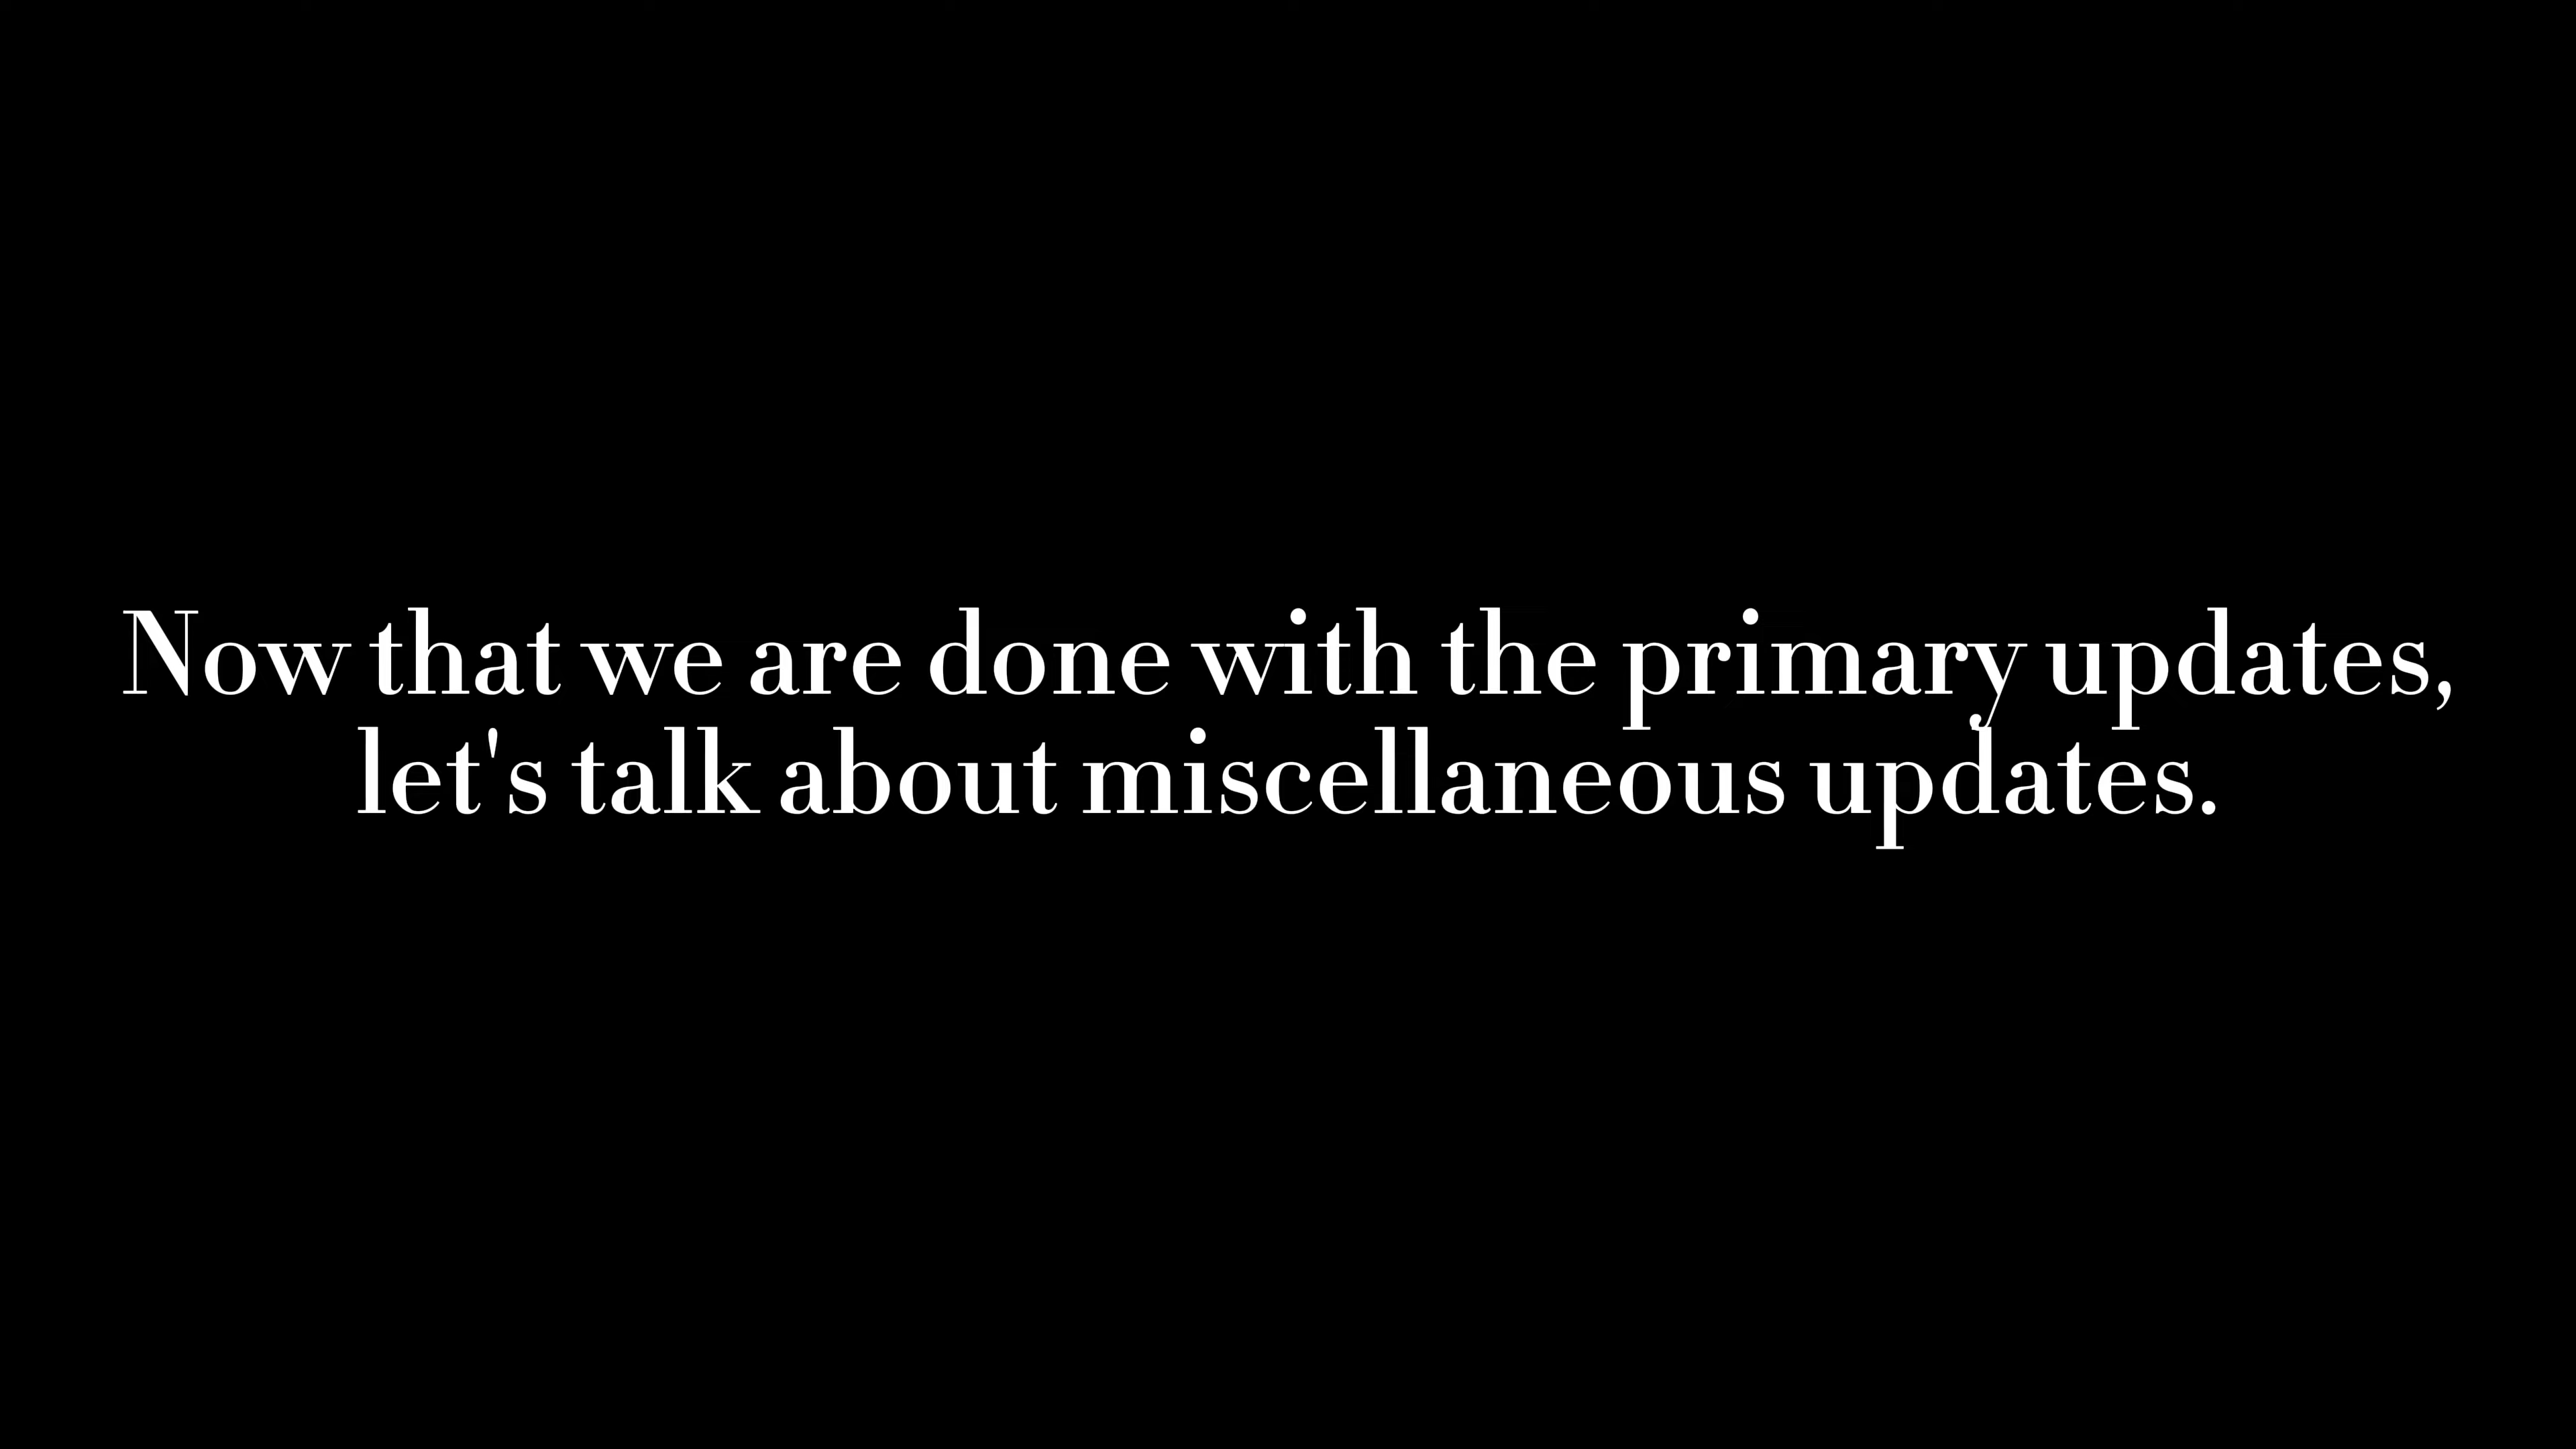 Now that we are done with the primary updates,
let's talk about miscellaneous updates.